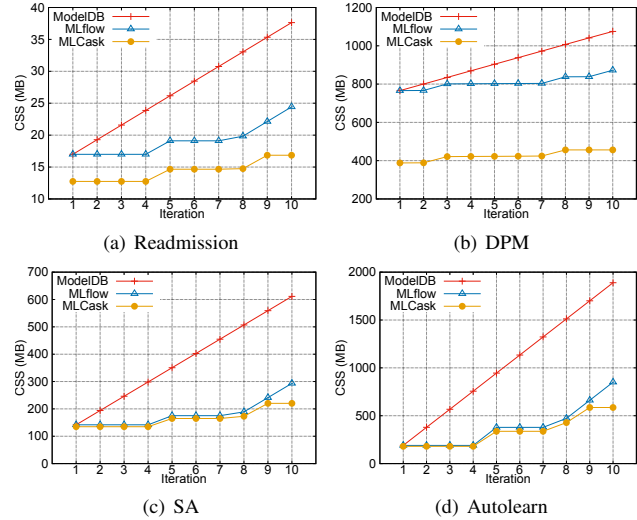 40
35
30
25
20
15
10
CSS (MB)
ModelDB
MLflow
MLCask
1 2 3 4 5 6 7 8 9 10
Iteration
(a) Readmission
1200
1000
800
600
400
200
CSS (MB)
ModelDB
MLflow
MLCask
1 2 3 4 5 6 7 8 9 10
Iteration
(b) DPM
700
600
500
400
300
200
100
0
CSS (MB)
ModelDB
MLflow
MLCask
1 2 3 4 5 6 7 8 9 10
Iteration
(c) SA
2000
1500
1000
500
0
CSS (MB)
ModelDB
MLflow
MLCask
1 2 3 4 5 6 7 8 9 10
Iteration
(d) Autolearn